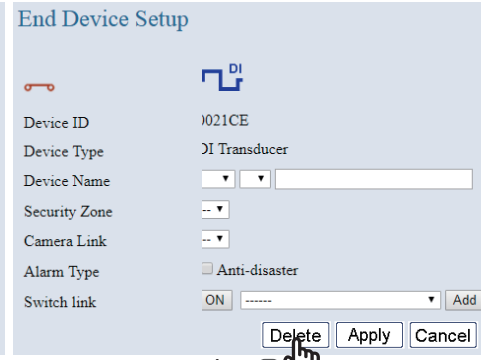 End Device Setup
DI
Device ID 0021CE
Device Type DI Transducer
Device Name
Security Zone -- ▼
Camera Link -- ▼
Alarm Type Anti-disaster
Switch link ON ------ ▼ Add
Delete Apply Cancel